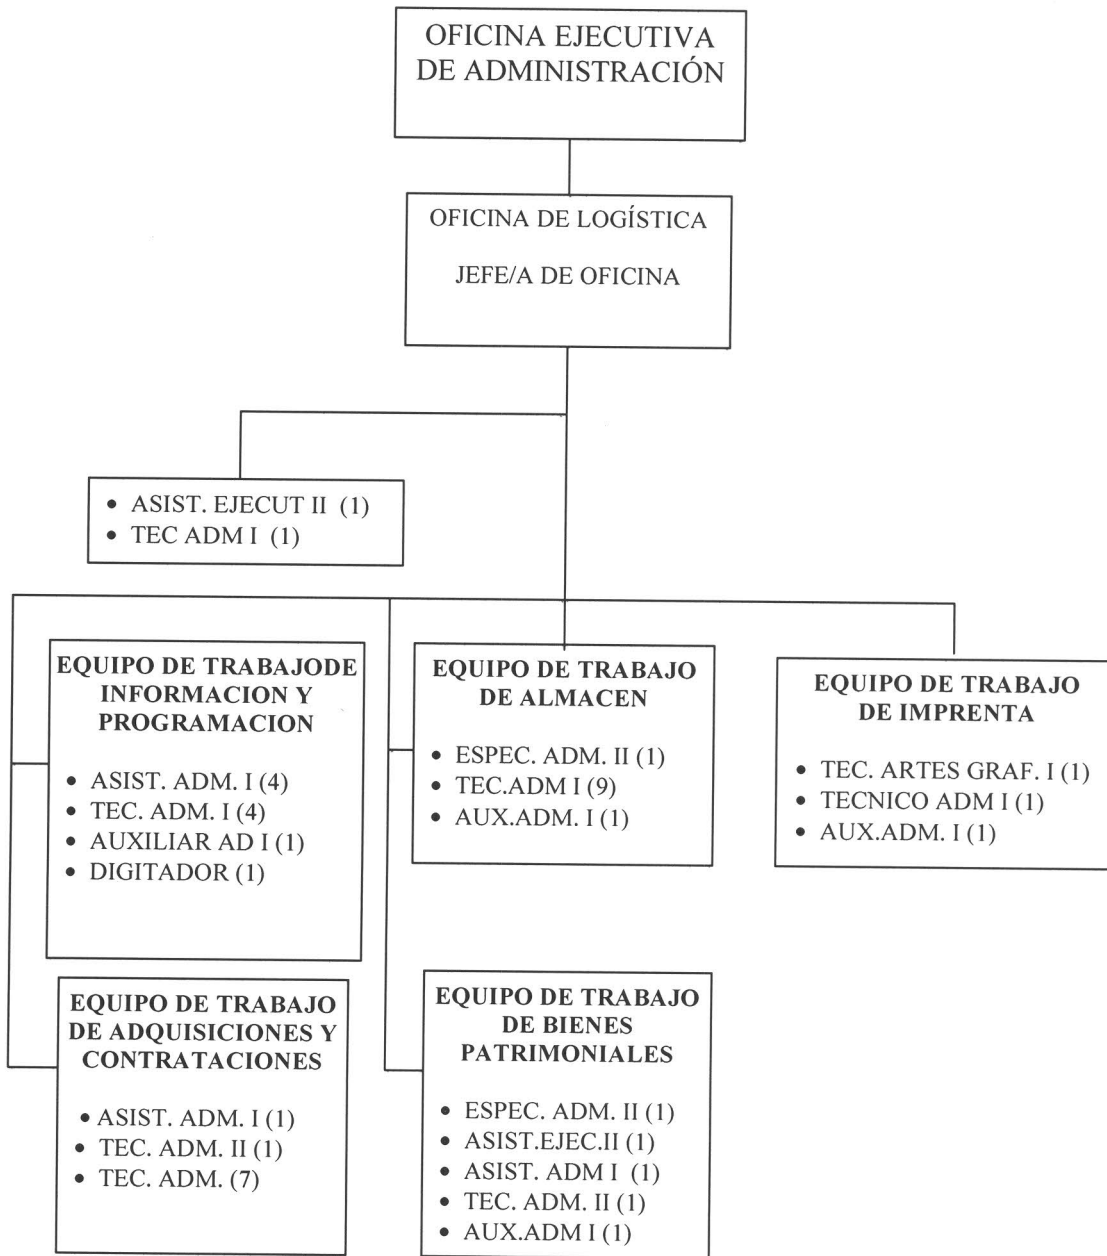 OFICINA EJECUTIVA
DE ADMINISTRACIÓN
OFICINA DE LOGÍSTICA
JEFE/A DE OFICINA
• ASIST. EJECUT II (1)
• TEC ADM I (1)
EQUIPO DE TRABAJODE
INFORMACION Y
PROGRAMACION
• ASIST. ADM. I (4)
• TEC. ADM. I (4)
• AUXILIAR AD I (1)
• DIGITADOR (1)
EQUIPO DE TRABAJO
DE ALMACEN
• ESPEC. ADM. II (1)
• TEC.ADM I (9)
• AUX.ADM. I (1)
EQUIPO DE TRABAJO
DE IMPRENTA
• TEC. ARTES GRAF. I (1)
• TECNICO ADM I (1)
• AUX.ADM. I (1)
EQUIPO DE TRABAJO
DE ADQUISICIONES Y
CONTRATACIONES
• ASIST. ADM. I (1)
• TEC. ADM. II (1)
• TEC. ADM. (7)
EQUIPO DE TRABAJO
DE BIENES
PATRIMONIALES
• ESPEC. ADM. II (1)
• ASIST.EJEC.II (1)
• ASIST. ADM I (1)
• TEC. ADM. II (1)
• AUX.ADM I (1)